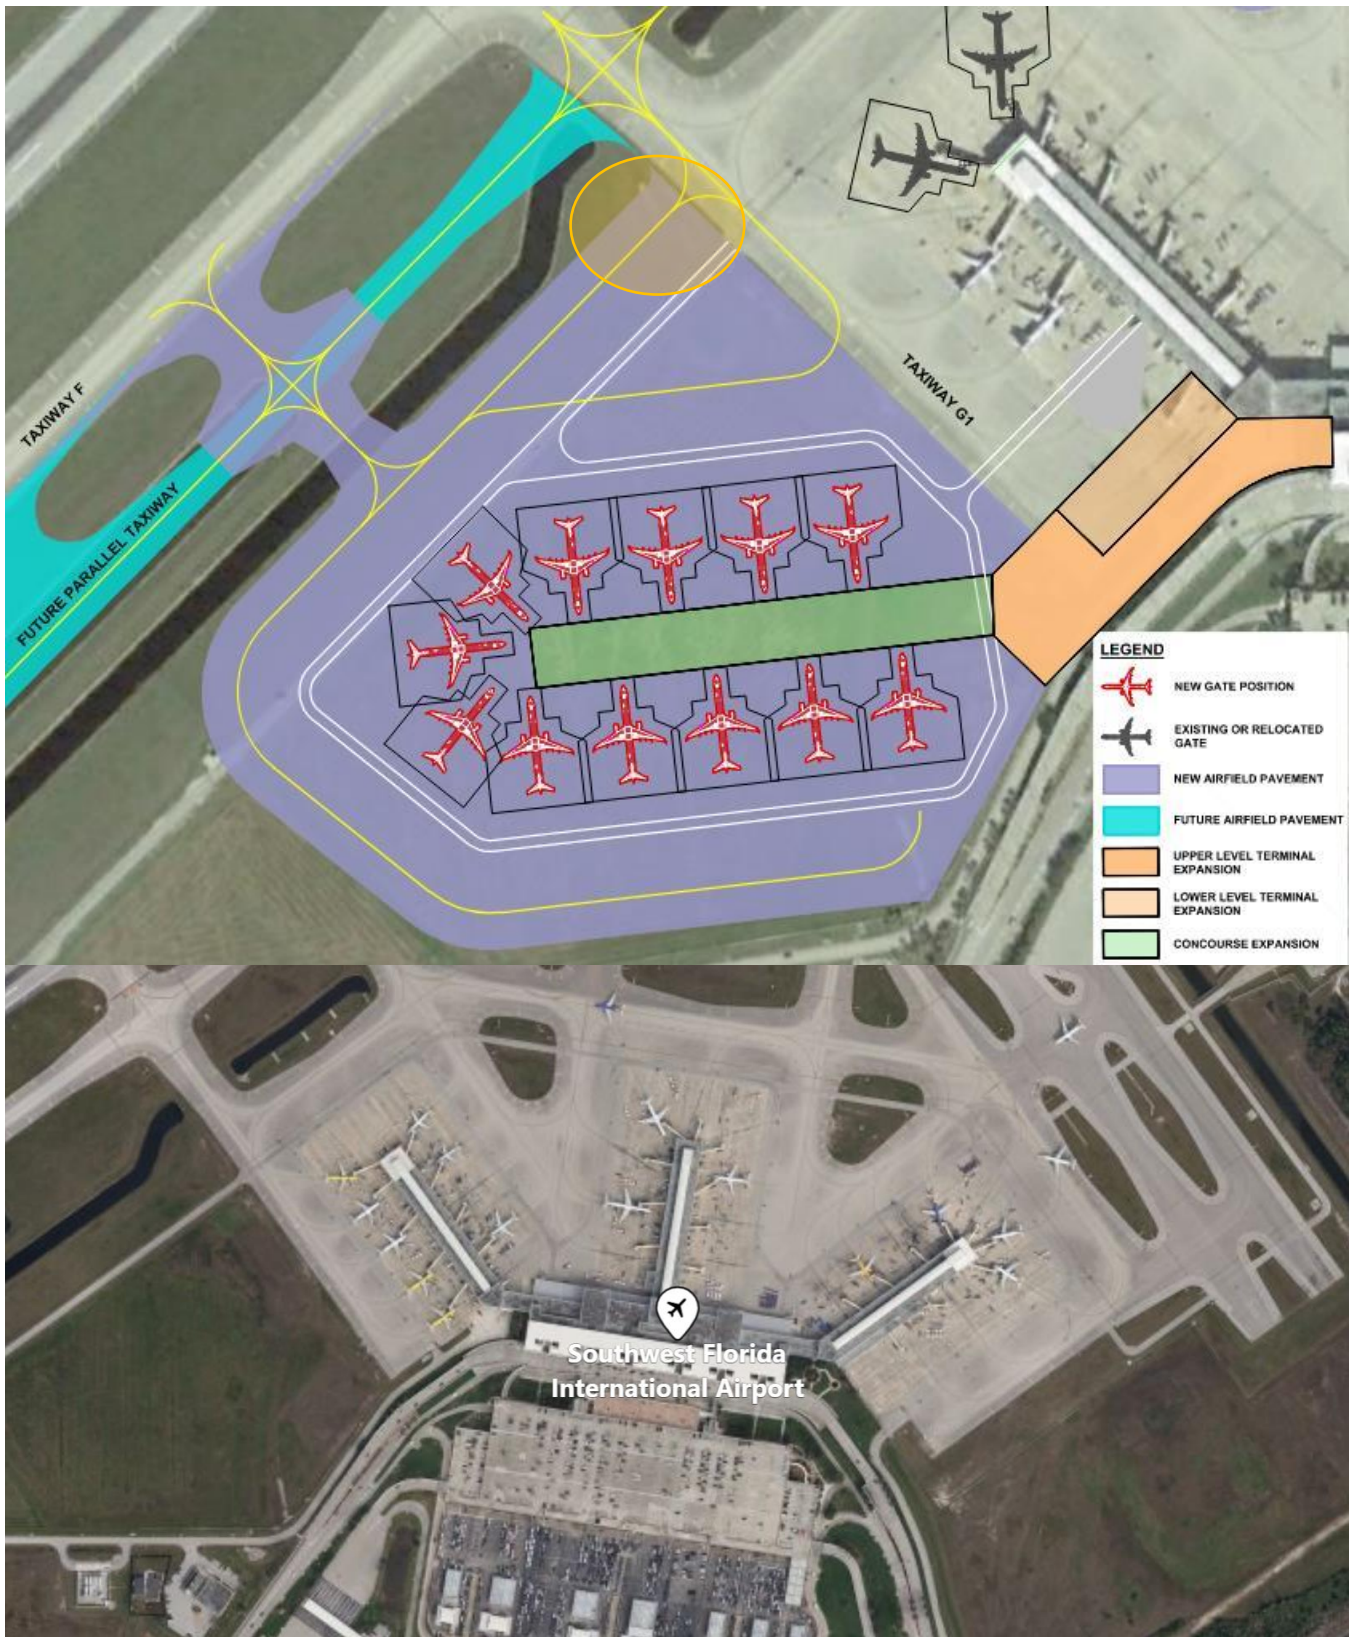 TAXIWAY F
FUTURE PARALLEL TAXIWAY
TAXIWAY G1
LEGEND
NEW GATE POSITION
EXISTING OR RELOCATED
GATE
NEW AIRFIELD PAVEMENT
FUTURE AIRFIELD PAVEMENT
UPPER LEVEL TERMINAL
EXPANSION
LOWER LEVEL TERMINAL
EXPANSION
CONCOURSE EXPANSION
Southwest Florida
International Airport